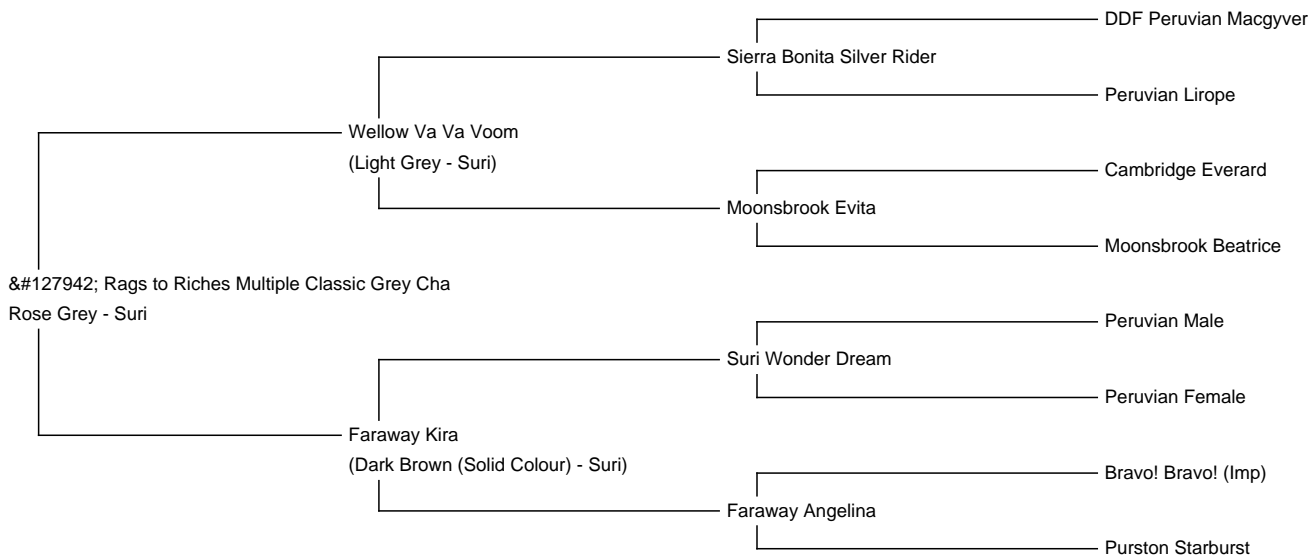 DDF Peruvian Macgyver
Sierra Bonita Silver Rider
Peruvian Lirope
Wellow Va Va Voom
(Light Grey - Suri)
Cambridge Everard
Moonsbrook Evita
Moonsbrook Beatrice
&#127942; Rags to Riches Multiple Classic Grey Cha
Rose Grey - Suri
Peruvian Male
Suri Wonder Dream
Peruvian Female
Faraway Kira
(Dark Brown (Solid Colour) - Suri)
Bravo! Bravo! (Imp)
Faraway Angelina
Purston Starburst